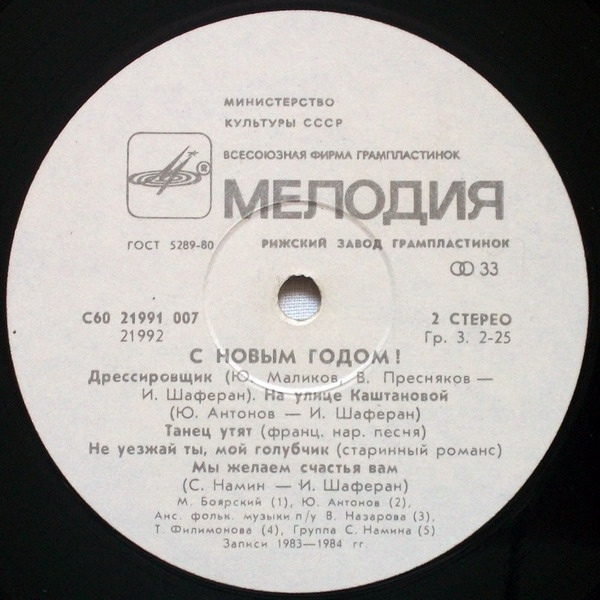 МИНИСТЕРСТВО
КУЛЬТУРЫ СССР
ВСЕСОЮЗНАЯ ФИРМА ГРАМПЛАСТИНОК
®
МЕЛОДИЯ
ГОСТ 5289-80 РИЖСКИЙ ЗАВОД ГРАМПЛАСТИНОК
33
С60 21991 007 2 СТЕРЕО
21992 Гр. 3. 2-25
С НОВЫМ ГОДОМ!
Дрессировщик (Ю. Маликов, В. Пресняков —
И. Шаферан). На улице Каштановой
(Ю. Антонов — И. Шаферан)
Танец утят (франц. нар. песня)
Не уезжай ты, мой голубчик (старинный романс)
Мы желаем счастья вам
(С. Намин — И. Шаферан)
М. Боярский (1), Ю. Антонов (2),
Анс. фольк. музыки п/у В. Назарова (3),
Т. Филимонова (4), Группа С. Намина (5)
Записи 1983—1984 гг.